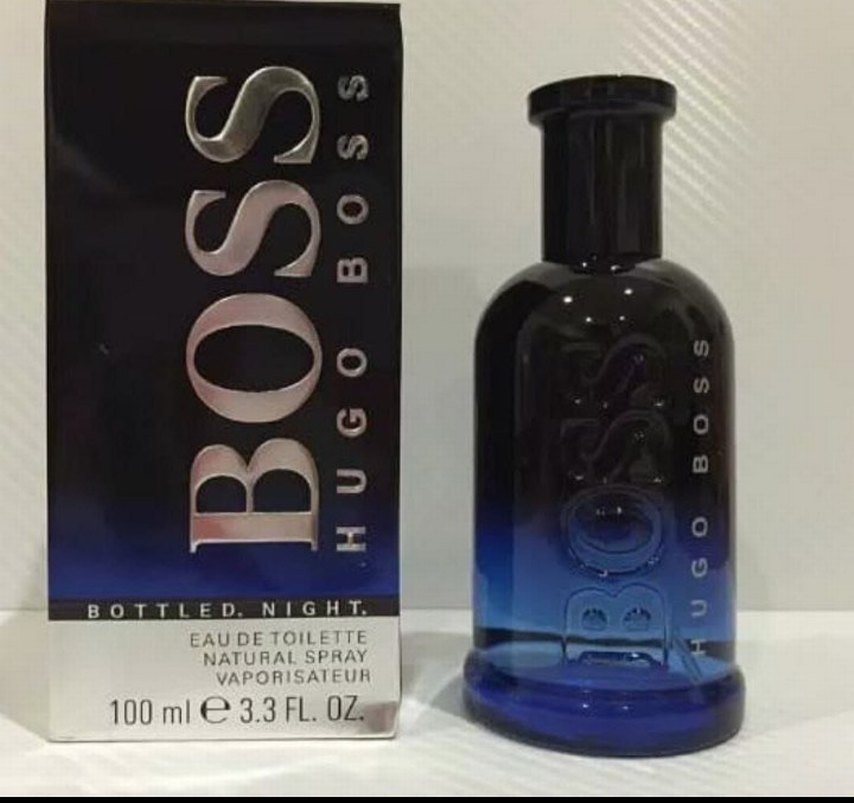 BOSS
HUGO BOSS
BOTTLED. NIGHT.
EAU DE TOILETTE
NATURAL SPRAY
VAPORISATEUR
100 ml ℮ 3.3 FL. OZ.
BOSS
HUGO BOSS